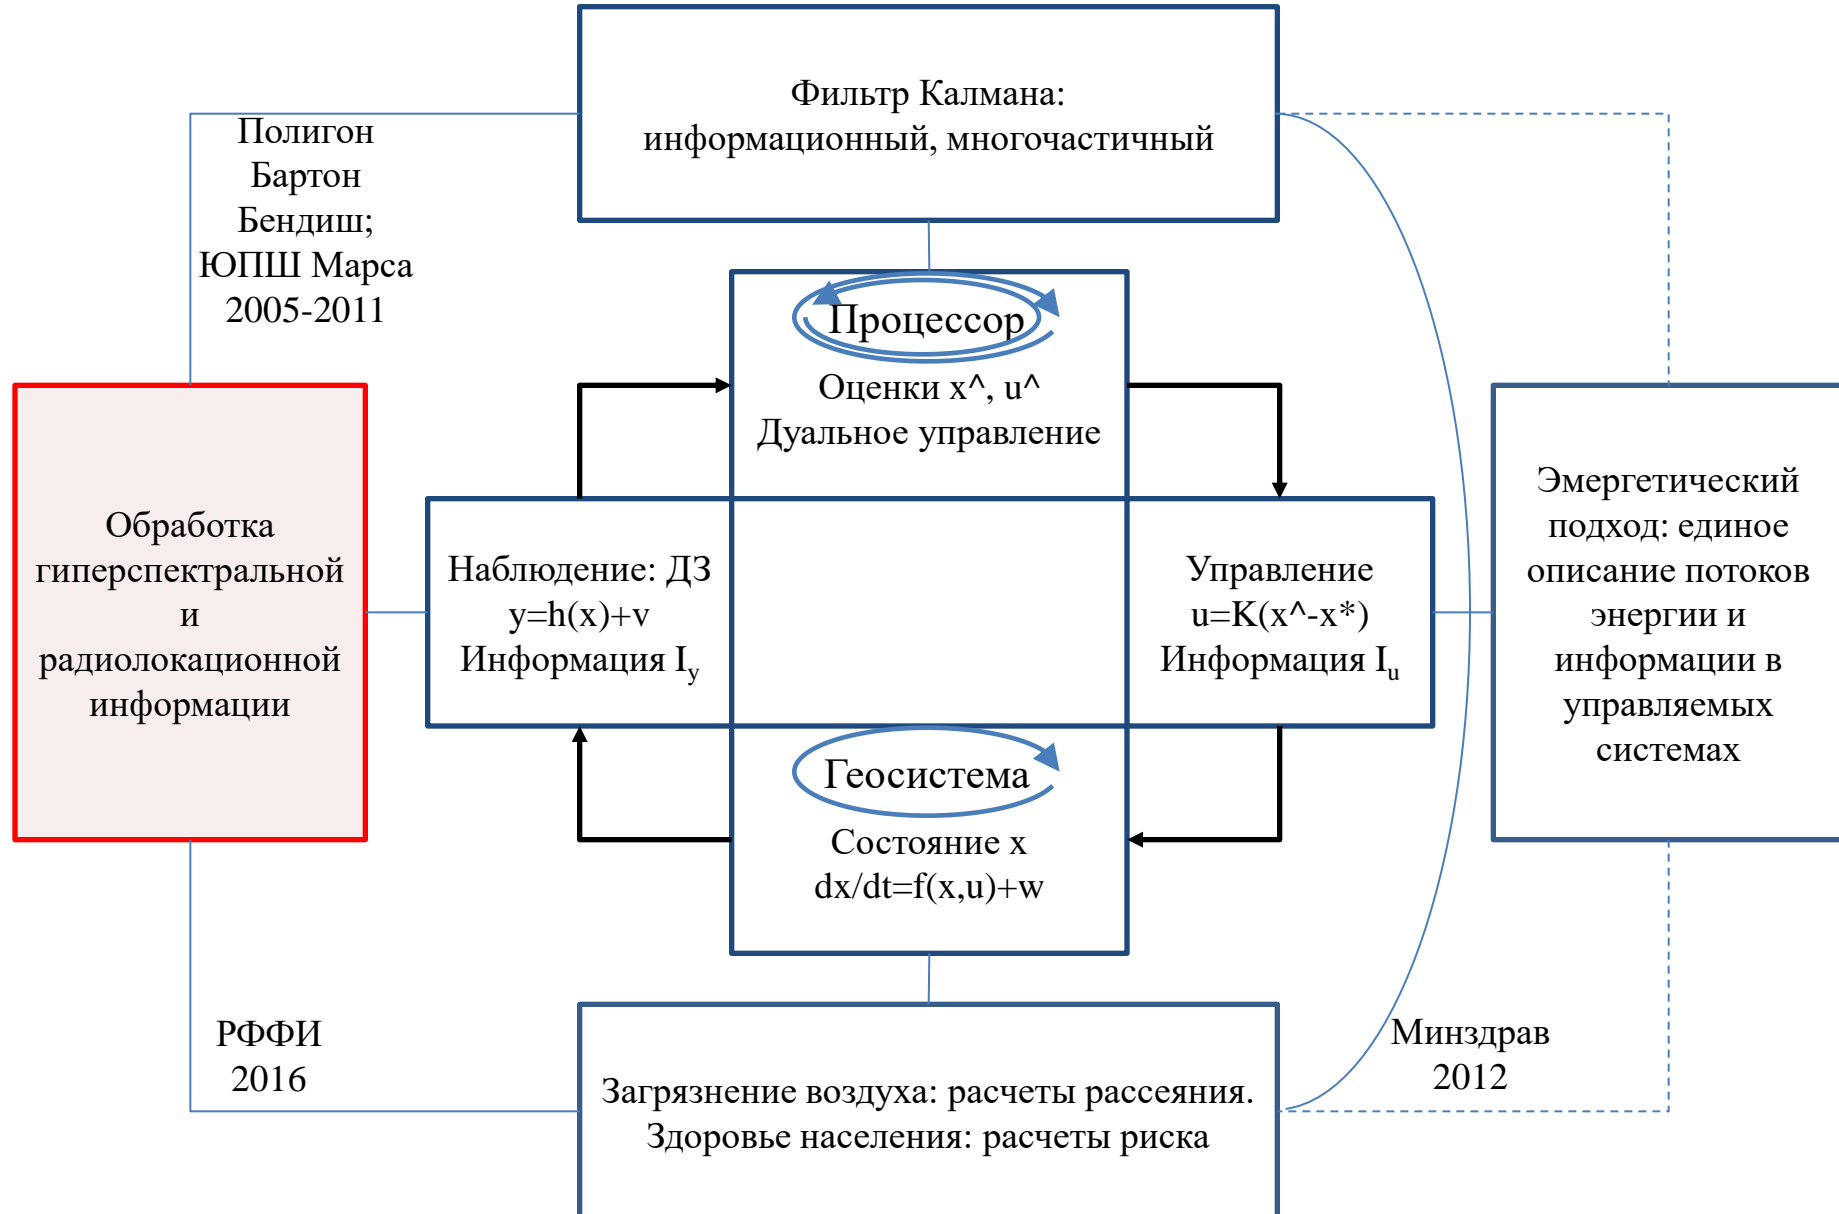 Фильтр Калмана:
информационный, многочастичный
Полигон
Бартон
Бендиш;
ЮПШ Марса
2005-2011
Процессор
Оценки x^, u^
Дуальное управление
Обработка
гиперспектральной
и
радиолокационной
информации
Наблюдение: ДЗ
y=h(x)+v
Информация I_y
Управление
u=K(x^-x*)
Информация I_u
Эмергетический
подход: единое
описание потоков
энергии и
информации в
управляемых
системах
Геосистема
Состояние x
dx/dt=f(x,u)+w
РФФИ
2016
Минздрав
2012
Загрязнение воздуха: расчеты рассеяния.
Здоровье населения: расчеты риска